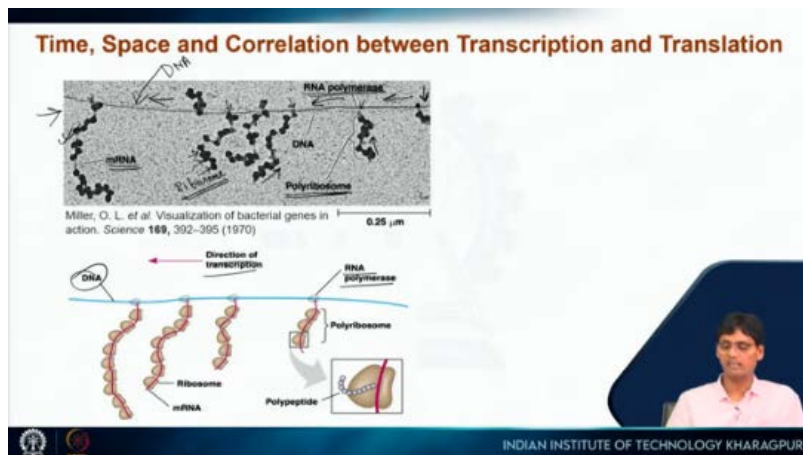 Time, Space and Correlation between Transcription and Translation
DNA
RNA polymerase
DNA
mRNA
Ribosome
Polyribosome
Miller, O. L. et al. Visualization of bacterial genes in
action. Science 169, 392–395 (1970)
0.25 µm
Direction of
transcription
DNA
RNA
polymerase
Polyribosome
Ribosome
mRNA
Polypeptide
INDIAN INSTITUTE OF TECHNOLOGY KHARAGPUR